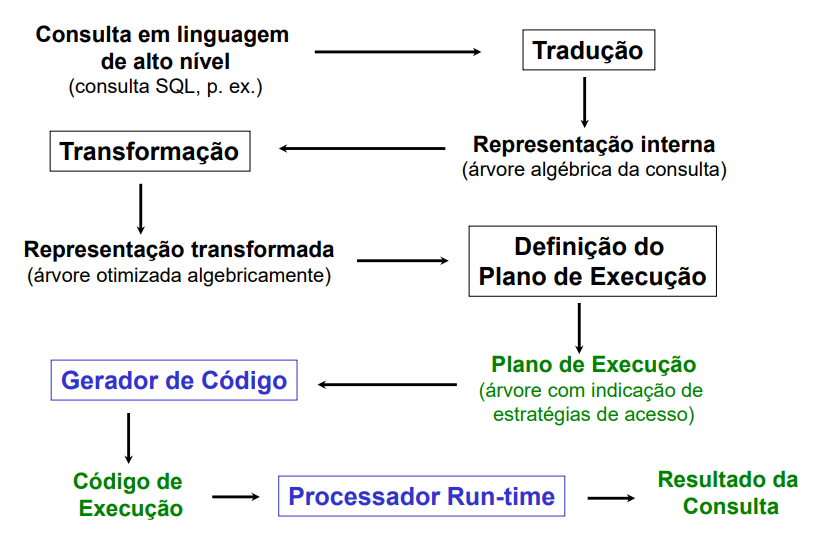 Consulta em linguagem
de alto nível
(consulta SQL, p. ex.)
Tradução
Representação interna
(árvore algébrica da consulta)
Transformação
Representação transformada
(árvore otimizada algebricamente)
Definição do
Plano de Execução
Plano de Execução
(árvore com indicação de
estratégias de acesso)
Gerador de Código
Código de
Execução
Processador Run-time
Resultado da
Consulta